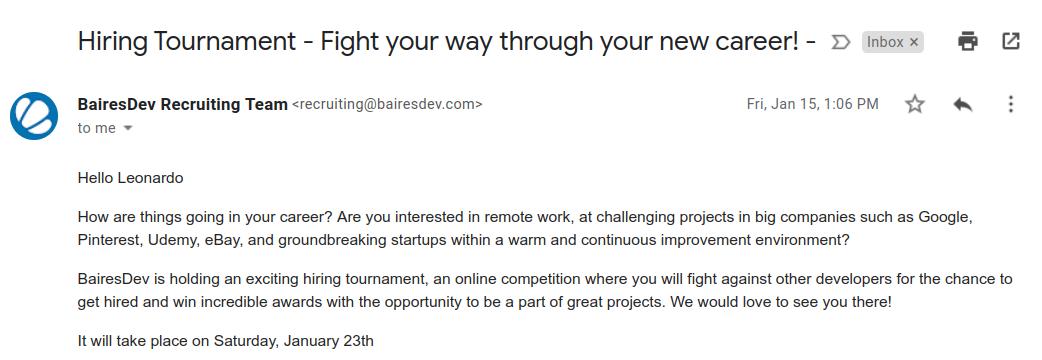 Hiring Tournament - Fight your way through your new career! - Inbox ×
BairesDev Recruiting Team <recruiting@bairesdev.com> Fri, Jan 15, 1:06 PM
to me
Hello Leonardo
How are things going in your career? Are you interested in remote work, at challenging projects in big companies such as Google,
Pinterest, Udemy, eBay, and groundbreaking startups within a warm and continuous improvement environment?
BairesDev is holding an exciting hiring tournament, an online competition where you will fight against other developers for the chance to
get hired and win incredible awards with the opportunity to be a part of great projects. We would love to see you there!
It will take place on Saturday, January 23th